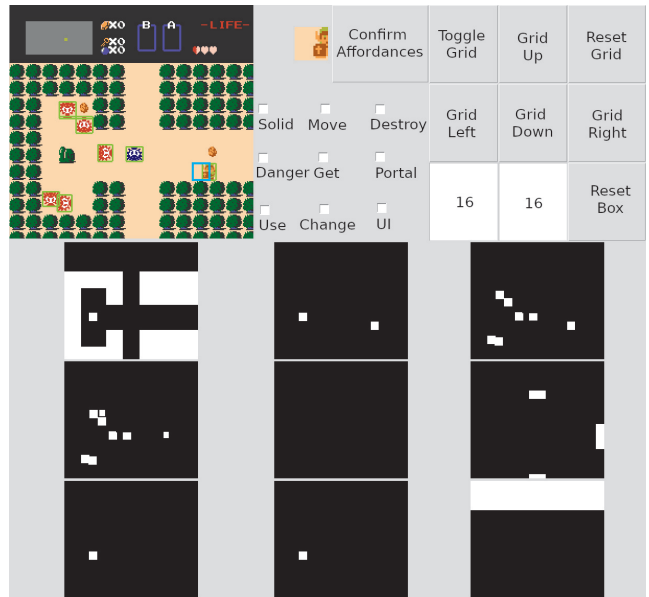 X0 B A -LIFE-
X0
X0
Confirm Affordances
Toggle Grid
Grid Up
Reset Grid
Solid Move Destroy
Grid Left
Grid Down
Grid Right
Danger Get Portal
16
16
Reset Box
Use Change UI